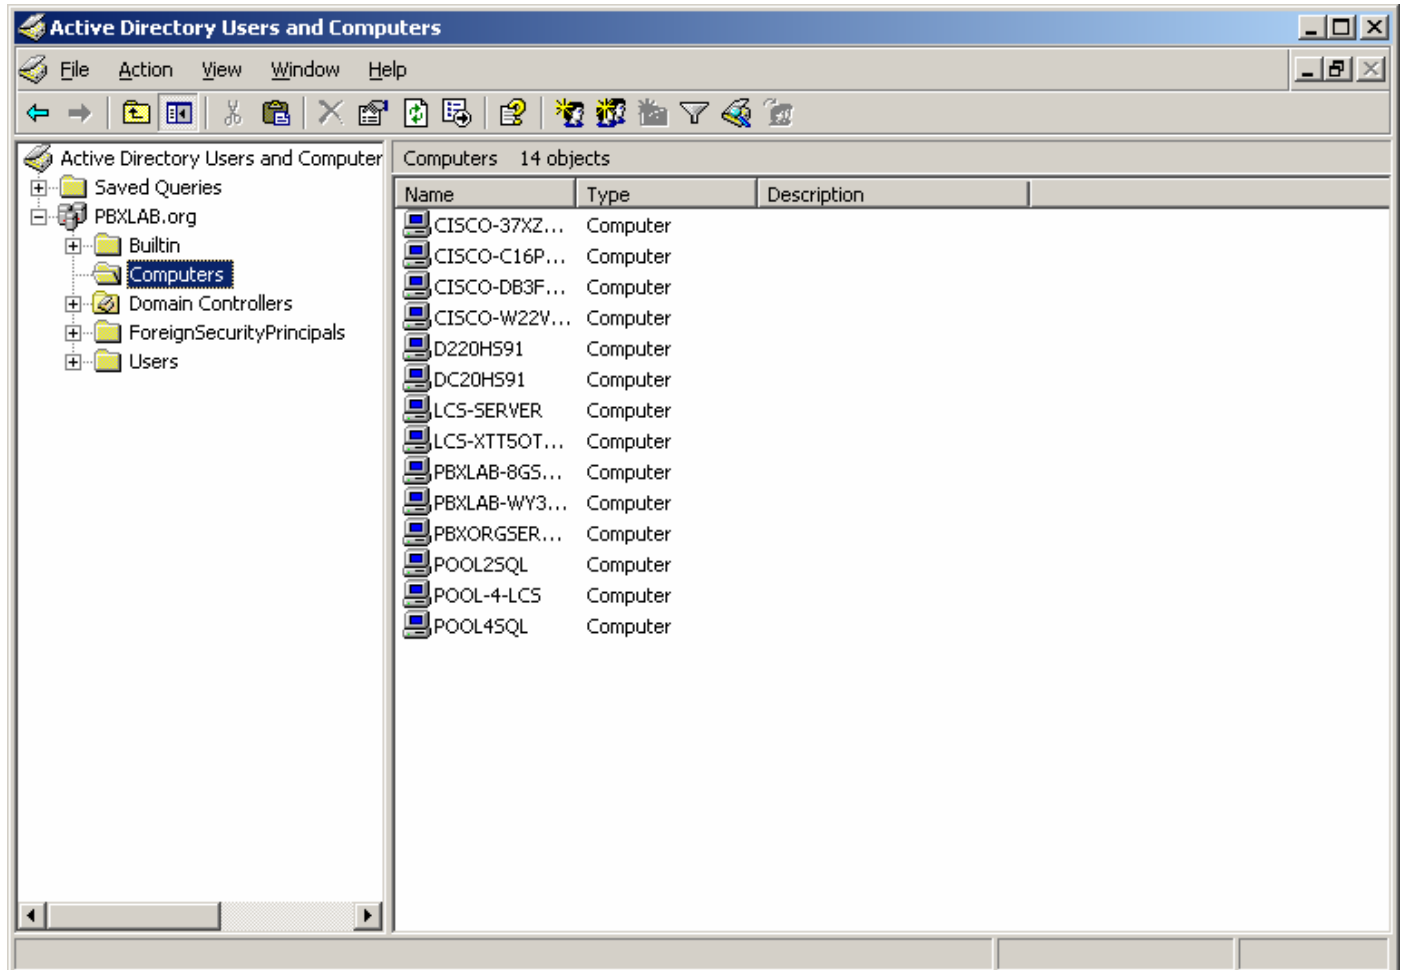 Active Directory Users and Computers
File Action View Window Help
Active Directory Users and Computer
Saved Queries
PBXLAB.org
Builtin
Computers
Domain Controllers
ForeignSecurityPrincipals
Users
Computers 14 objects
Name Type Description
CISCO-37XZ... Computer
CISCO-C16P... Computer
CISCO-DB3F... Computer
CISCO-W22V... Computer
D220HS91 Computer
DC20HS91 Computer
LCS-SERVER Computer
LCS-XTT5OT... Computer
PBXLAB-8GS... Computer
PBXLAB-WY3... Computer
PBXORGSER... Computer
POOL2SQL Computer
POOL-4-LCS Computer
POOL4SQL Computer